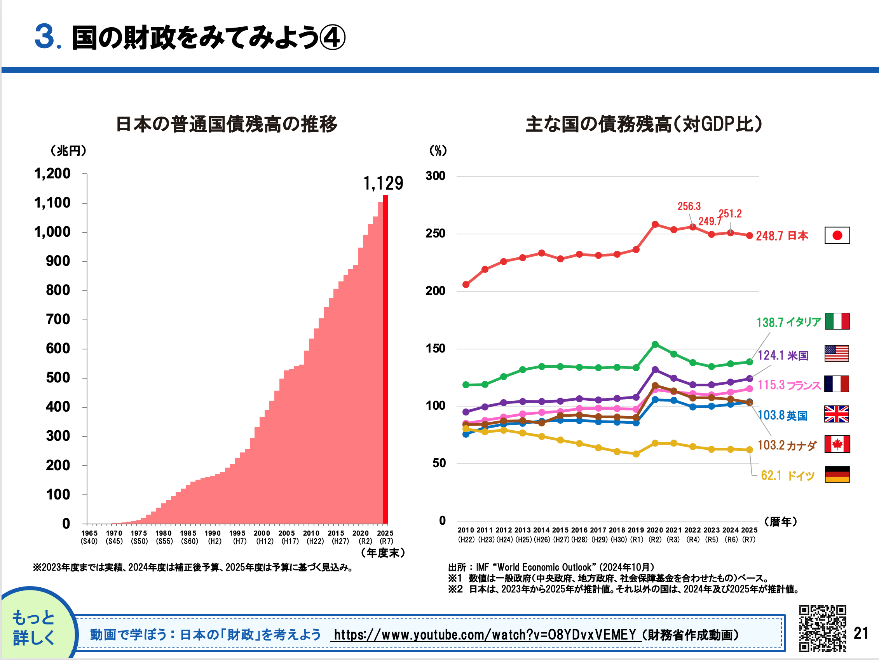 3. 国の財政をみてみよう④
日本の普通国債残高の推移
（兆円）
1,200
1,100
1,000
900
800
700
600
500
400
300
200
100
0
1,129
1965 1970 1975 1980 1985 1990 1995 2000 2005 2010 2015 2020 2025
(S40) (S45) (S50) (S55) (S60) (H2) (H7) (H12) (H17) (H22) (H27) (R2) (R7)
（年度末）
※2023年度までは実績、2024年度は補正後予算、2025年度は予算に基づく見込み。
主な国の債務残高（対GDP比）
(%)
300
250
200
150
100
50
0
256.3
249.7
251.2
248.7 日本
138.7 イタリア
124.1 米国
115.3 フランス
103.8 英国
103.2 カナダ
62.1 ドイツ
2010 2011 2012 2013 2014 2015 2016 2017 2018 2019 2020 2021 2022 2023 2024 2025
(H22) (H23) (H24) (H25) (H26) (H27) (H28) (H29) (H30) (R1) (R2) (R3) (R4) (R5) (R6) (R7)
（暦年）
出所：IMF “World Economic Outlook” （2024年10月）
※1 数値は一般政府（中央政府、地方政府、社会保障基金を合わせたもの）ベース。
※2 日本は、2023年から2025年が推計値。それ以外の国は、2024年及び2025年が推計値。
もっと
詳しく
動画で学ぼう：日本の「財政」を考えよう https://www.youtube.com/watch?v=O8YDvxVEMEY （財務省作成動画）
21